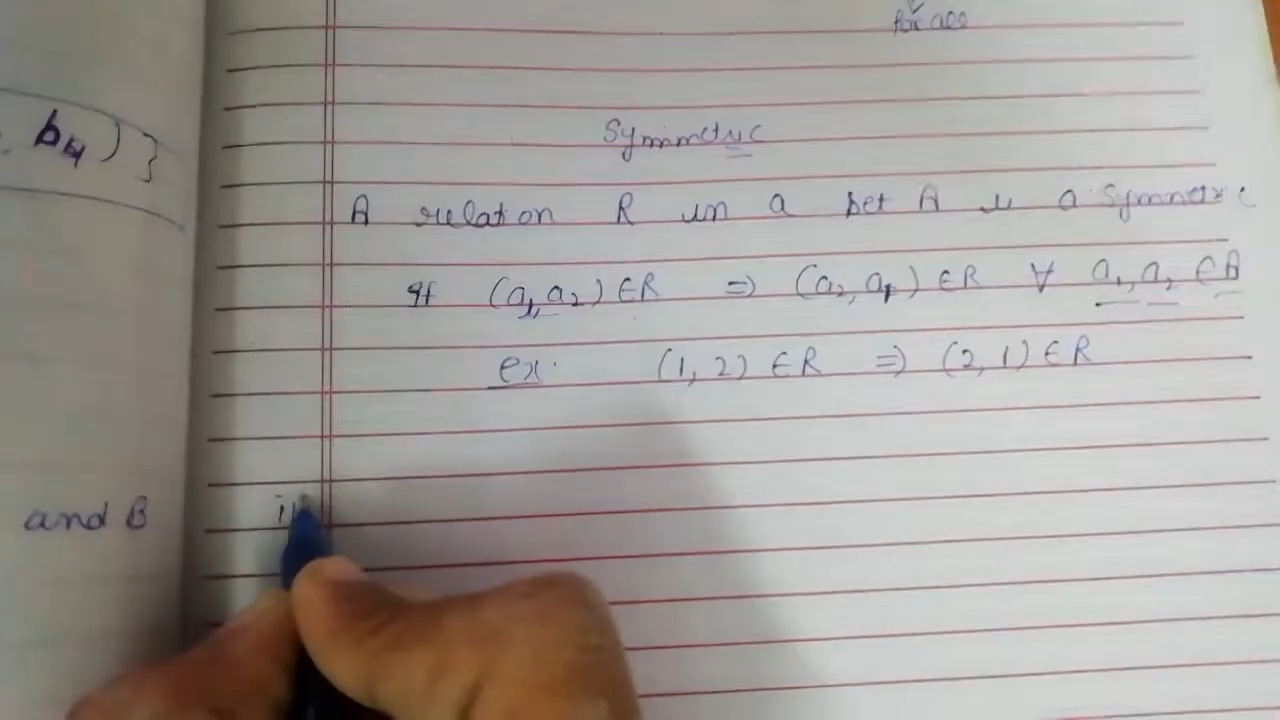 for all
Symmetric
A relation R in a set A is a Symmetric
if (a₁, a₂) ∈ R ⇒ (a₂, a₁) ∈ R ∀ a₁, a₂ ∈ A
ex. (1, 2) ∈ R ⇒ (2, 1) ∈ R
b₄) }
and B